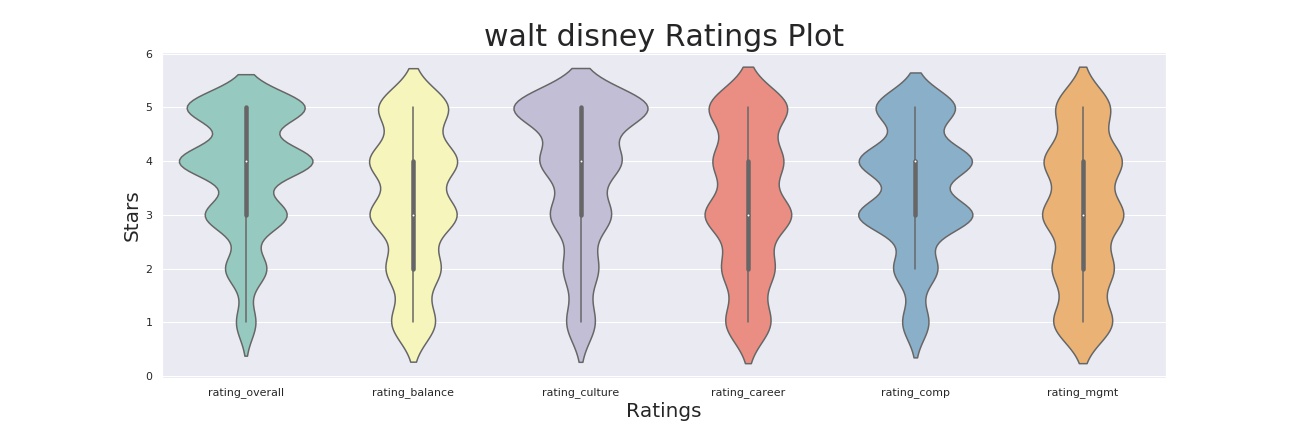 walt disney Ratings Plot
6
5
4
3
2
1
0
Stars
rating_overall rating_balance rating_culture rating_career rating_comp rating_mgmt
Ratings